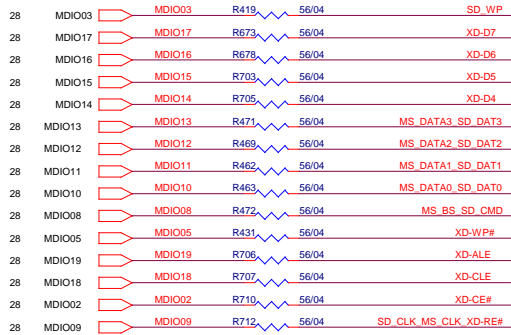 28 MDIO03 MDIO03 R419 56/04 SD_WP
28 MDIO17 MDIO17 R673 56/04 XD-D7
28 MDIO16 MDIO16 R678 56/04 XD-D6
28 MDIO15 MDIO15 R703 56/04 XD-D5
28 MDIO14 MDIO14 R705 56/04 XD-D4
28 MDIO13 MDIO13 R471 56/04 MS_DATA3_SD_DAT3
28 MDIO12 MDIO12 R469 56/04 MS_DATA2_SD_DAT2
28 MDIO11 MDIO11 R462 56/04 MS_DATA1_SD_DAT1
28 MDIO10 MDIO10 R463 56/04 MS_DATA0_SD_DAT0
28 MDIO08 MDIO08 R472 56/04 MS_BS_SD_CMD
28 MDIO05 MDIO05 R431 56/04 XD-WP#
28 MDIO19 MDIO19 R706 56/04 XD-ALE
28 MDIO18 MDIO18 R707 56/04 XD-CLE
28 MDIO02 MDIO02 R710 56/04 XD-CE#
28 MDIO09 MDIO09 R712 56/04 SD_CLK_MS_CLK_XD-RE#